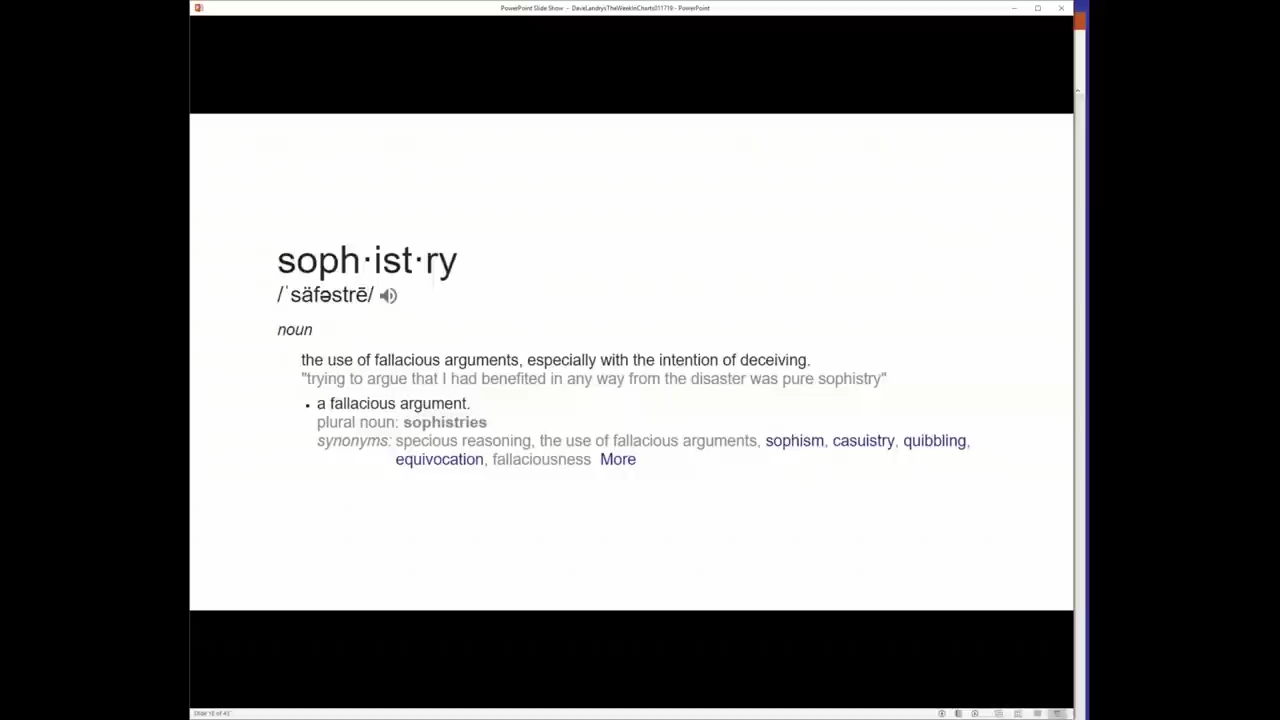 PowerPoint Slide Show - DaveLandrysTheWeekInCharts011719 - PowerPoint
soph·ist·ry
/ˈsäfəstrē/
noun
the use of fallacious arguments, especially with the intention of deceiving.
"trying to argue that I had benefited in any way from the disaster was pure sophistry"
• a fallacious argument.
plural noun: sophistries
synonyms: specious reasoning, the use of fallacious arguments, sophism, casuistry, quibbling,
equivocation, fallaciousness More